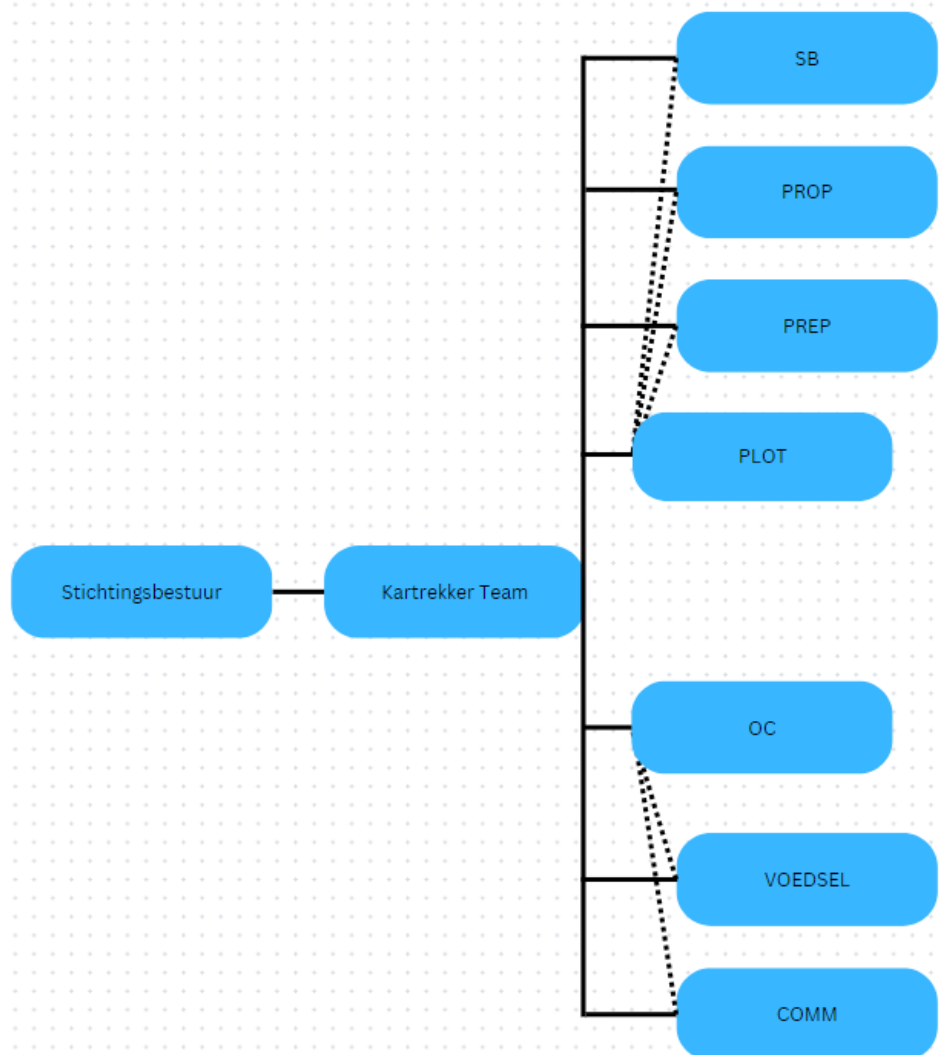 SB
PROP
PREP
PLOT
Stichtingsbestuur
Kartrekker Team
OC
VOEDSEL
COMM